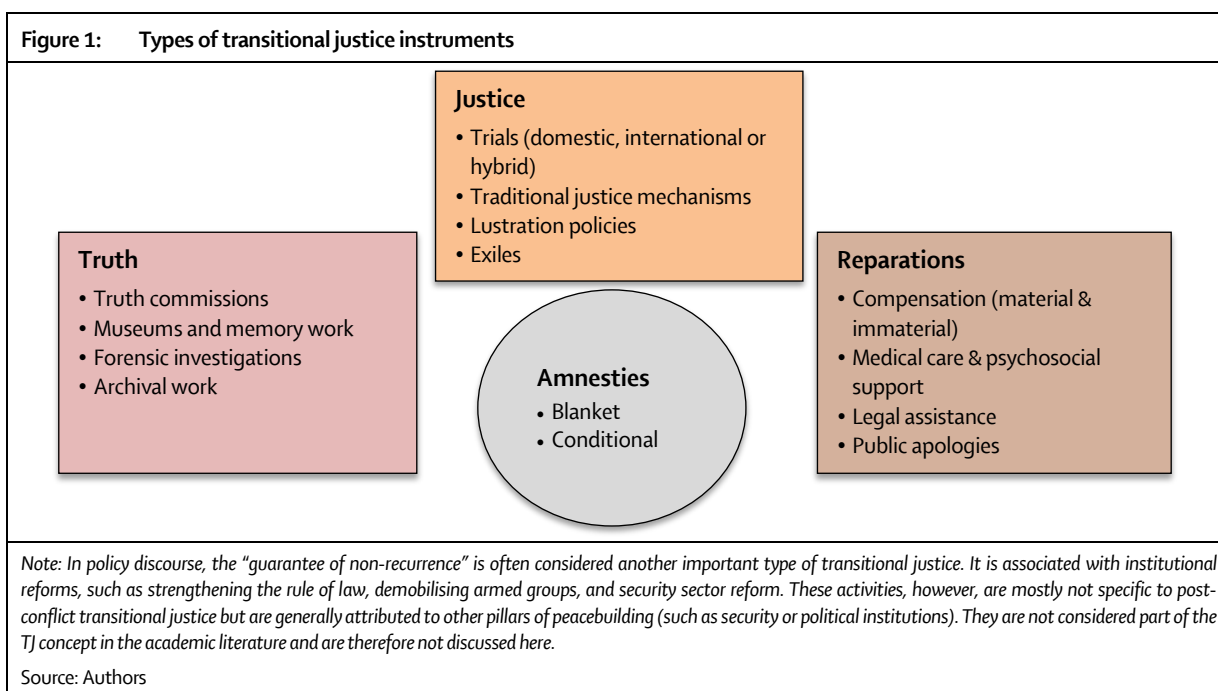 Figure 1: Types of transitional justice instruments
Justice
• Trials (domestic, international or
hybrid)
• Traditional justice mechanisms
• Lustration policies
• Exiles
Truth
• Truth commissions
• Museums and memory work
• Forensic investigations
• Archival work
Amnesties
• Blanket
• Conditional
Reparations
• Compensation (material &
immaterial)
• Medical care & psychosocial
support
• Legal assistance
• Public apologies
Note: In policy discourse, the “guarantee of non-recurrence” is often considered another important type of transitional justice. It is associated with institutional
reforms, such as strengthening the rule of law, demobilising armed groups, and security sector reform. These activities, however, are mostly not specific to post-
conflict transitional justice but are generally attributed to other pillars of peacebuilding (such as security or political institutions). They are not considered part of the
TJ concept in the academic literature and are therefore not discussed here.
Source: Authors